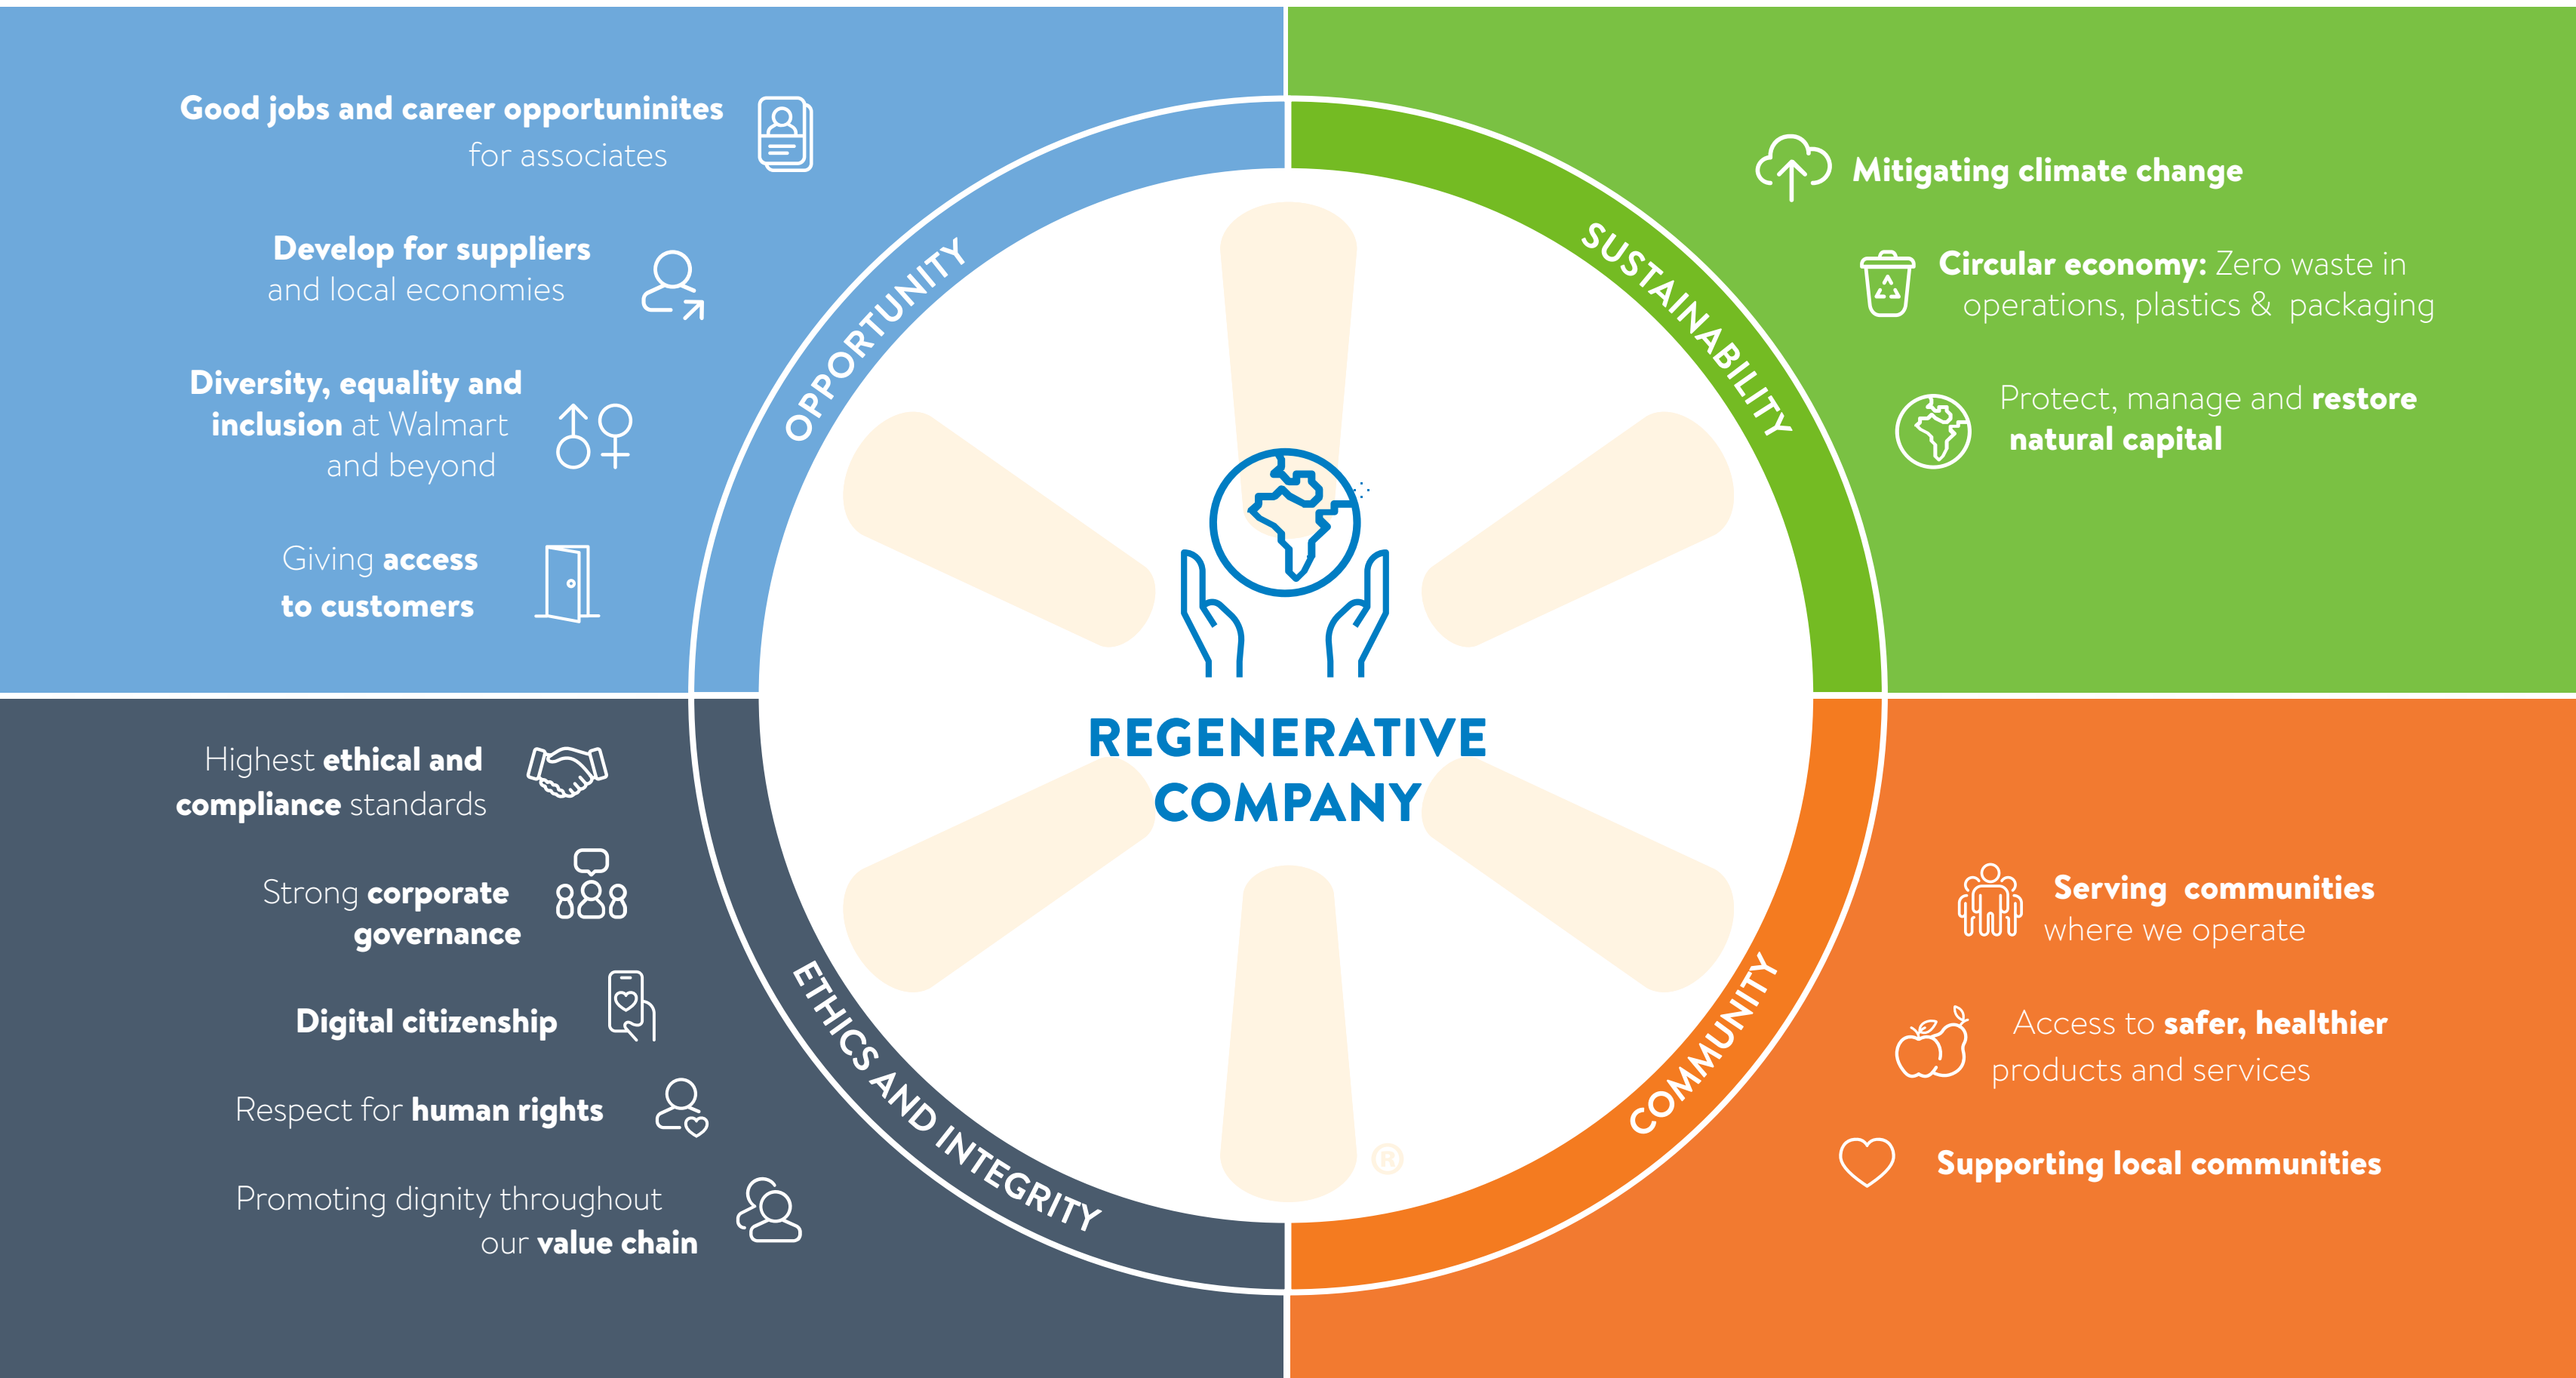 Good jobs and career opportuninites
for associates
Develop for suppliers
and local economies
Diversity, equality and
inclusion at Walmart
and beyond
Giving access
to customers
OPPORTUNITY
SUSTAINABILITY
Mitigating climate change
Circular economy: Zero waste in
operations, plastics & packaging
Protect, manage and restore
natural capital
REGENERATIVE
COMPANY
Highest ethical and
compliance standards
Strong corporate
governance
Digital citizenship
Respect for human rights
Promoting dignity throughout
our value chain
ETHICS AND INTEGRITY
COMMUNITY
Serving communities
where we operate
Access to safer, healthier
products and services
Supporting local communities
®